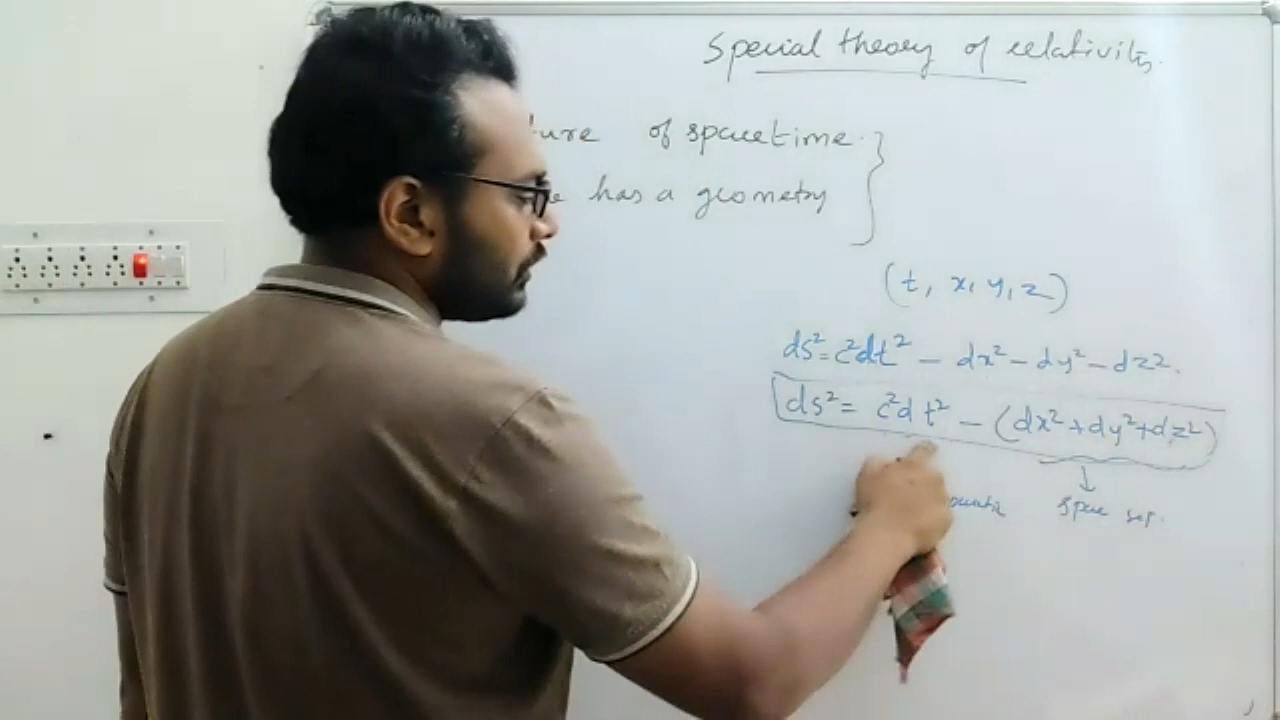 Special theory of relativity.
ure of spacetime.
e has a geometry
(t, x, y, z)
ds² = c²dt² - dx² - dy² - dz².
ds² = c²dt² - (dx² + dy² + dz²)
space sep.